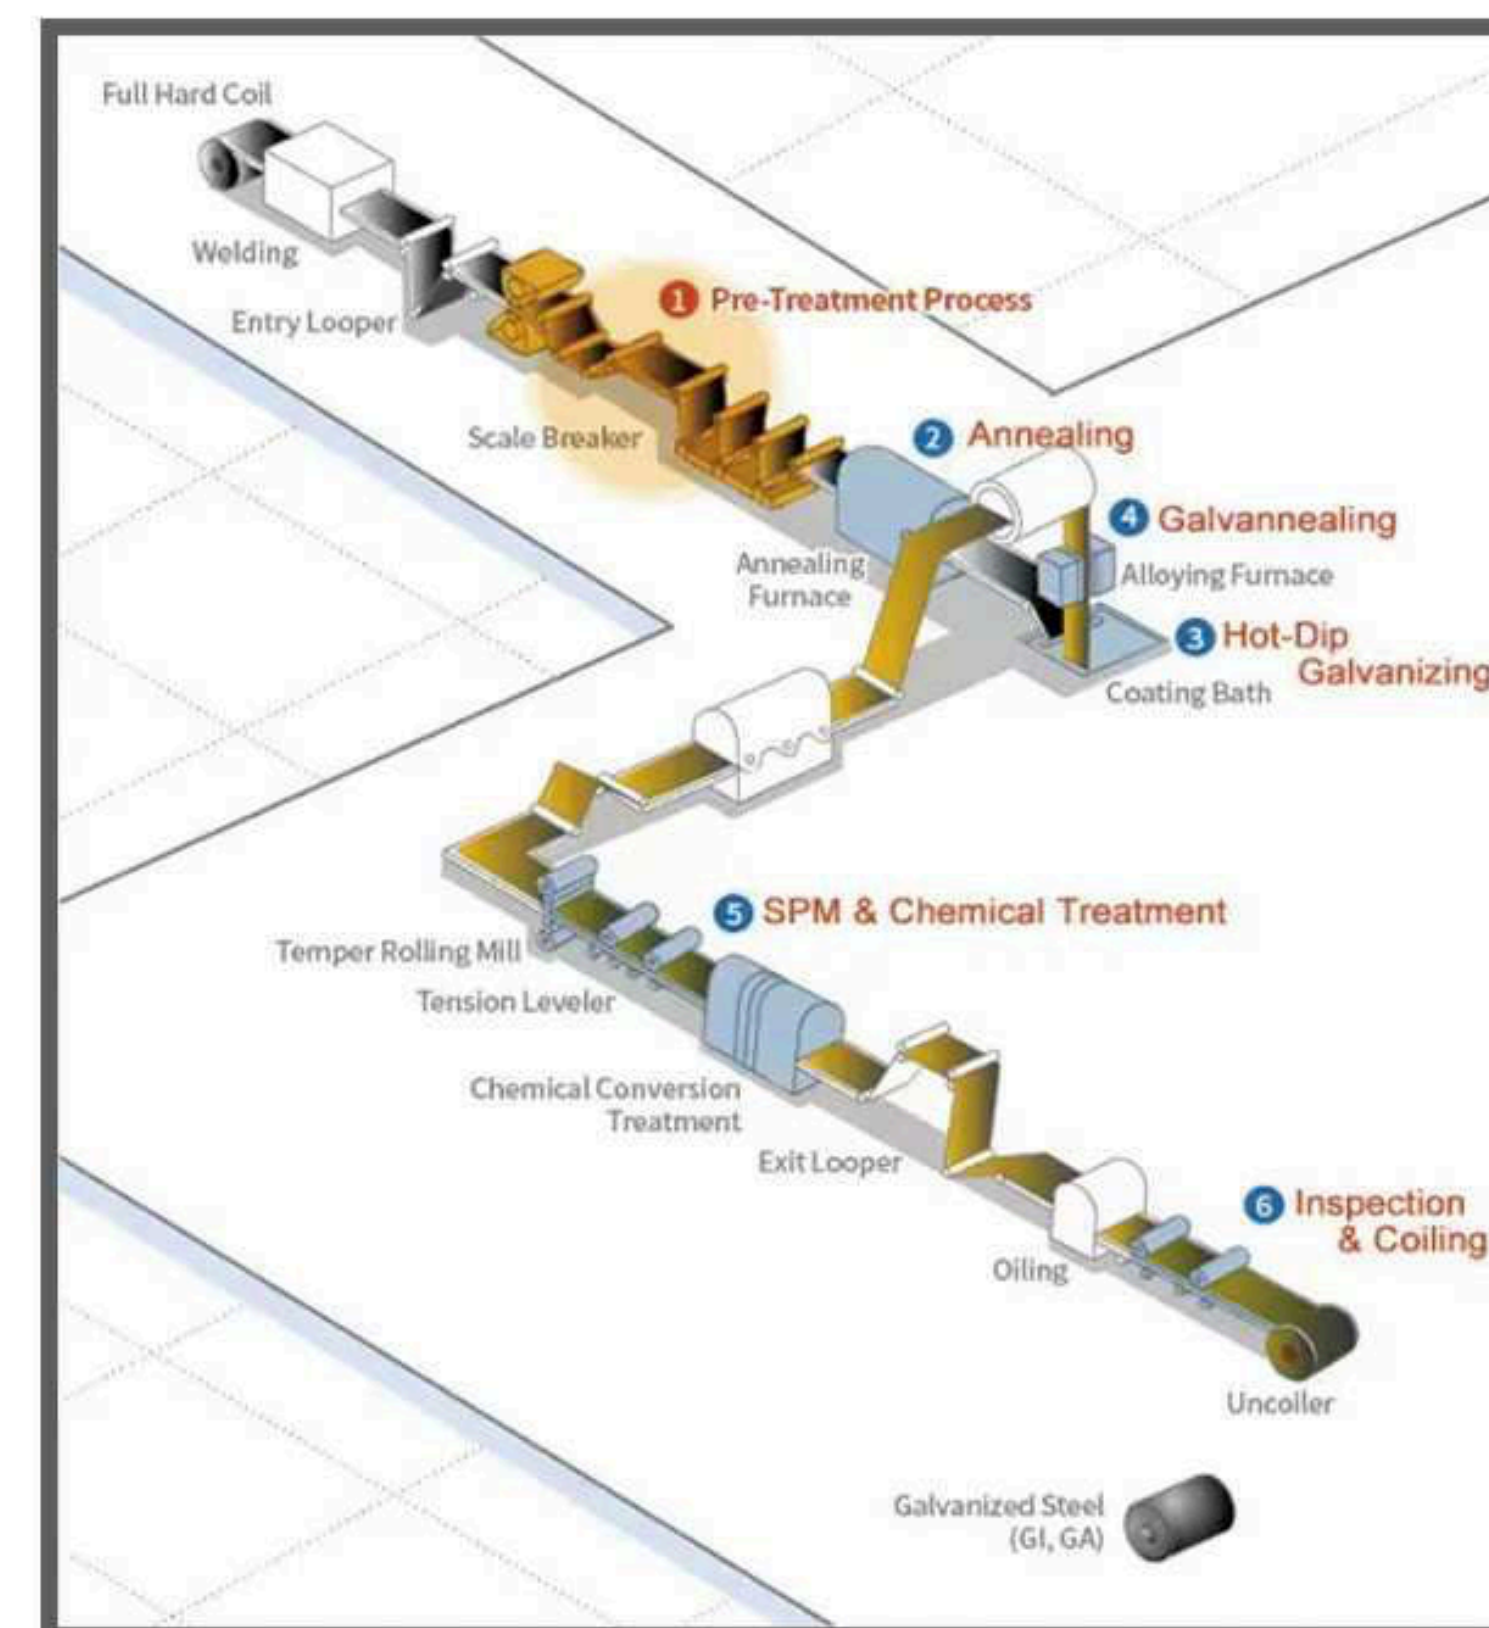 Full Hard Coil
Welding
Entry Looper
1 Pre-Treatment Process
Scale Breaker
2 Annealing
4 Galvannealing
Annealing
Furnace
Alloying Furnace
3 Hot-Dip
Galvanizing
Coating Bath
5 SPM & Chemical Treatment
Temper Rolling Mill
Tension Leveler
Chemical Conversion
Treatment
Exit Looper
6 Inspection
& Coiling
Oiling
Uncoiler
Galvanized Steel
(GI, GA)